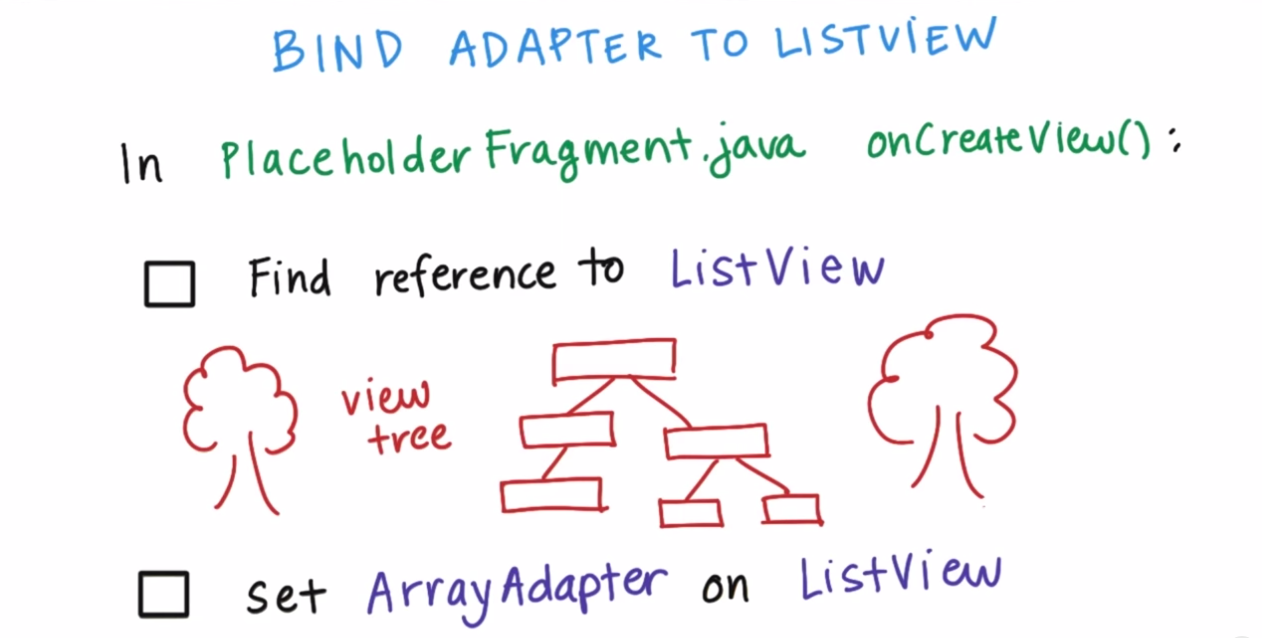 BIND ADAPTER TO LISTVIEW
In PlaceholderFragment.java onCreateView():
Find reference to ListView
view
tree
set ArrayAdapter on ListView